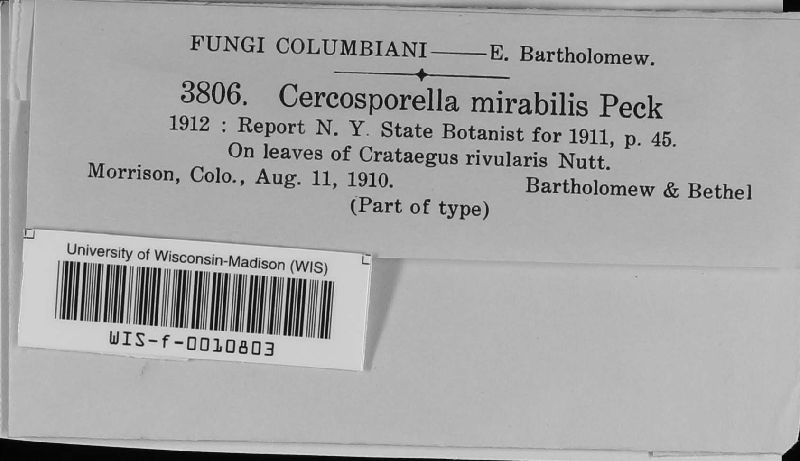 FUNGI COLUMBIANI——E. Bartholomew.
3806. Cercosporella mirabilis Peck
1912 : Report N. Y. State Botanist for 1911, p. 45.
On leaves of Crataegus rivularis Nutt.
Morrison, Colo., Aug. 11, 1910. Bartholomew & Bethel
(Part of type)
University of Wisconsin-Madison (WIS)
WIS-f-0010803